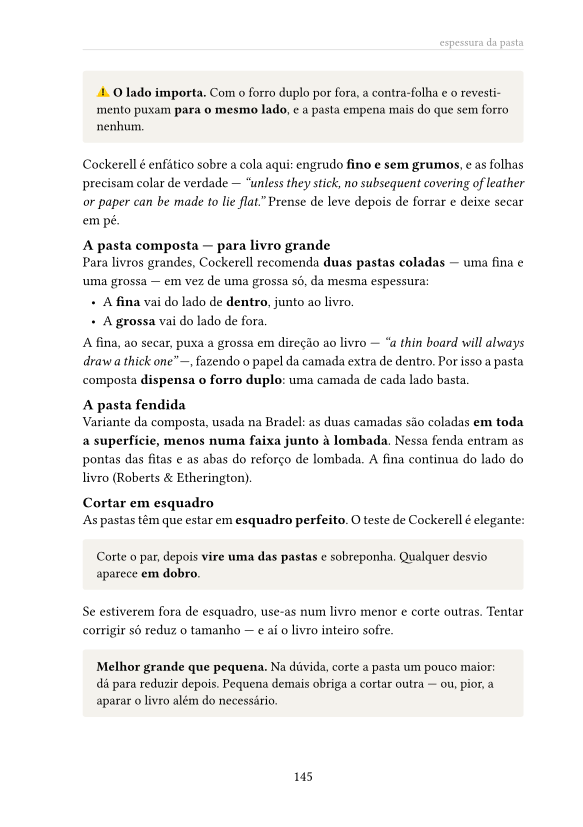 espessura da pasta
⚠ O lado importa. Com o forro duplo por fora, a contra-folha e o revesti-
mento puxam para o mesmo lado, e a pasta empena mais do que sem forro
nenhum.
Cockerell é enfático sobre a cola aqui: engrudo fino e sem grumos, e as folhas
precisam colar de verdade — “unless they stick, no subsequent covering of leather
or paper can be made to lie flat.” Prense de leve depois de forrar e deixe secar
em pé.
A pasta composta — para livro grande
Para livros grandes, Cockerell recomenda duas pastas coladas — uma fina e
uma grossa — em vez de uma grossa só, da mesma espessura:
• A fina vai do lado de dentro, junto ao livro.
• A grossa vai do lado de fora.
A fina, ao secar, puxa a grossa em direção ao livro — “a thin board will always
draw a thick one”—, fazendo o papel da camada extra de dentro. Por isso a pasta
composta dispensa o forro duplo: uma camada de cada lado basta.
A pasta fendida
Variante da composta, usada na Bradel: as duas camadas são coladas em toda
a superfície, menos numa faixa junto à lombada. Nessa fenda entram as
pontas das fitas e as abas do reforço de lombada. A fina continua do lado do
livro (Roberts & Etherington).
Cortar em esquadro
As pastas têm que estar em esquadro perfeito. O teste de Cockerell é elegante:
Corte o par, depois vire uma das pastas e sobreponha. Qualquer desvio
aparece em dobro.
Se estiverem fora de esquadro, use-as num livro menor e corte outras. Tentar
corrigir só reduz o tamanho — e aí o livro inteiro sofre.
Melhor grande que pequena. Na dúvida, corte a pasta um pouco maior:
dá para reduzir depois. Pequena demais obriga a cortar outra — ou, pior, a
aparar o livro além do necessário.
145